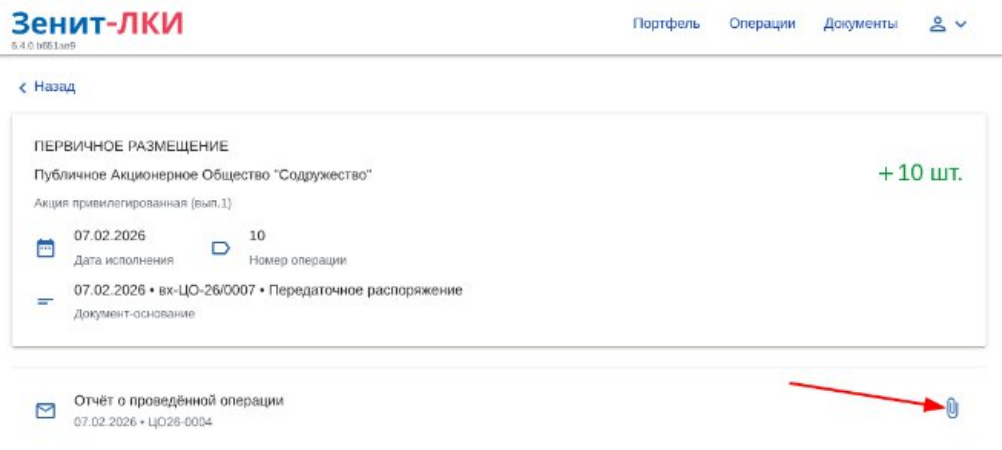 Зенит-ЛКИ
Портфель Операции Документы
Назад
ПЕРВИЧНОЕ РАЗМЕЩЕНИЕ
Публичное Акционерное Общество "Содружество"
+10 шт.
Акция привилегированная (вып.1)
07.02.2026
Дата исполнения
10
Номер операции
07.02.2026 • вх-ЦО-26/0007 • Передаточное распоряжение
Документ-основание
Отчёт о проведённой операции
07.02.2026 • ЦО26-0004